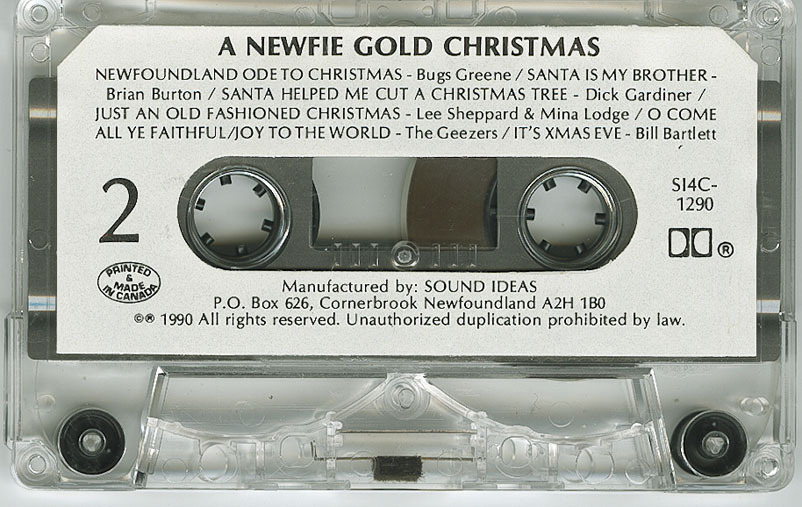 A NEWFIE GOLD CHRISTMAS
NEWFOUNDLAND ODE TO CHRISTMAS - Bugs Greene / SANTA IS MY BROTHER -
Brian Burton / SANTA HELPED ME CUT A CHRISTMAS TREE - Dick Gardiner /
JUST AN OLD FASHIONED CHRISTMAS - Lee Sheppard & Mina Lodge / O COME
ALL YE FAITHFUL/JOY TO THE WORLD - The Geezers / IT'S XMAS EVE - Bill Bartlett
2
SI4C-
1290
®
PRINTED
&
MADE
IN CANADA
Manufactured by: SOUND IDEAS
P.O. Box 626, Cornerbrook Newfoundland A2H 1B0
©® 1990 All rights reserved. Unauthorized duplication prohibited by law.